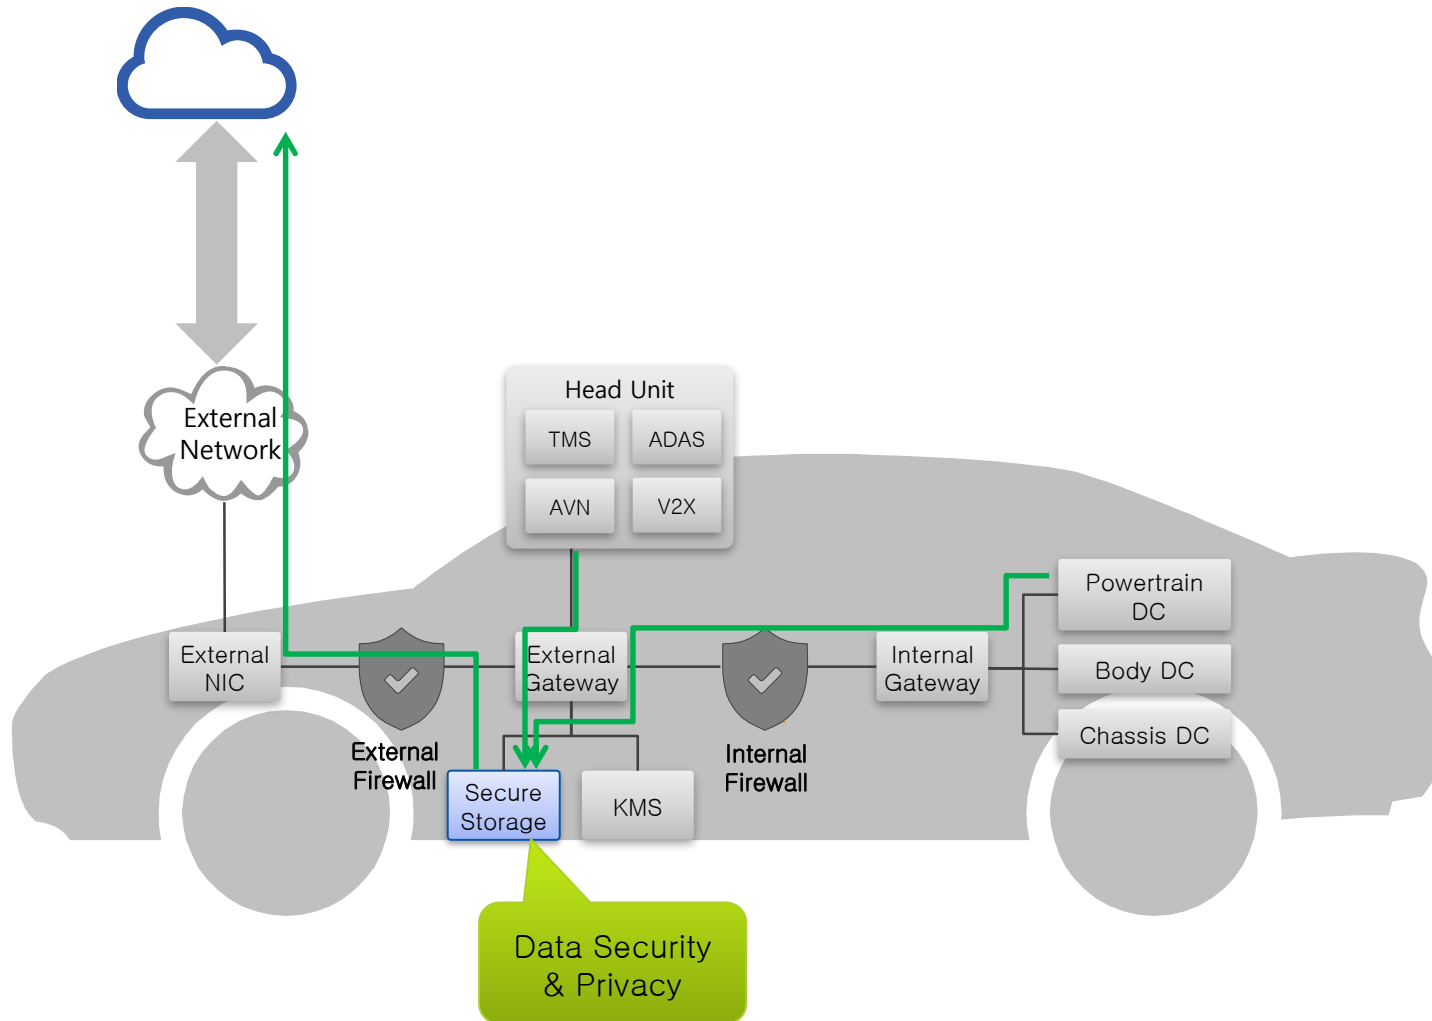 External
Network
Head Unit
TMS
ADAS
AVN
V2X
External
NIC
External
Firewall
External
Gateway
Internal
Firewall
Internal
Gateway
Powertrain
DC
Body DC
Chassis DC
Secure
Storage
KMS
Data Security
& Privacy